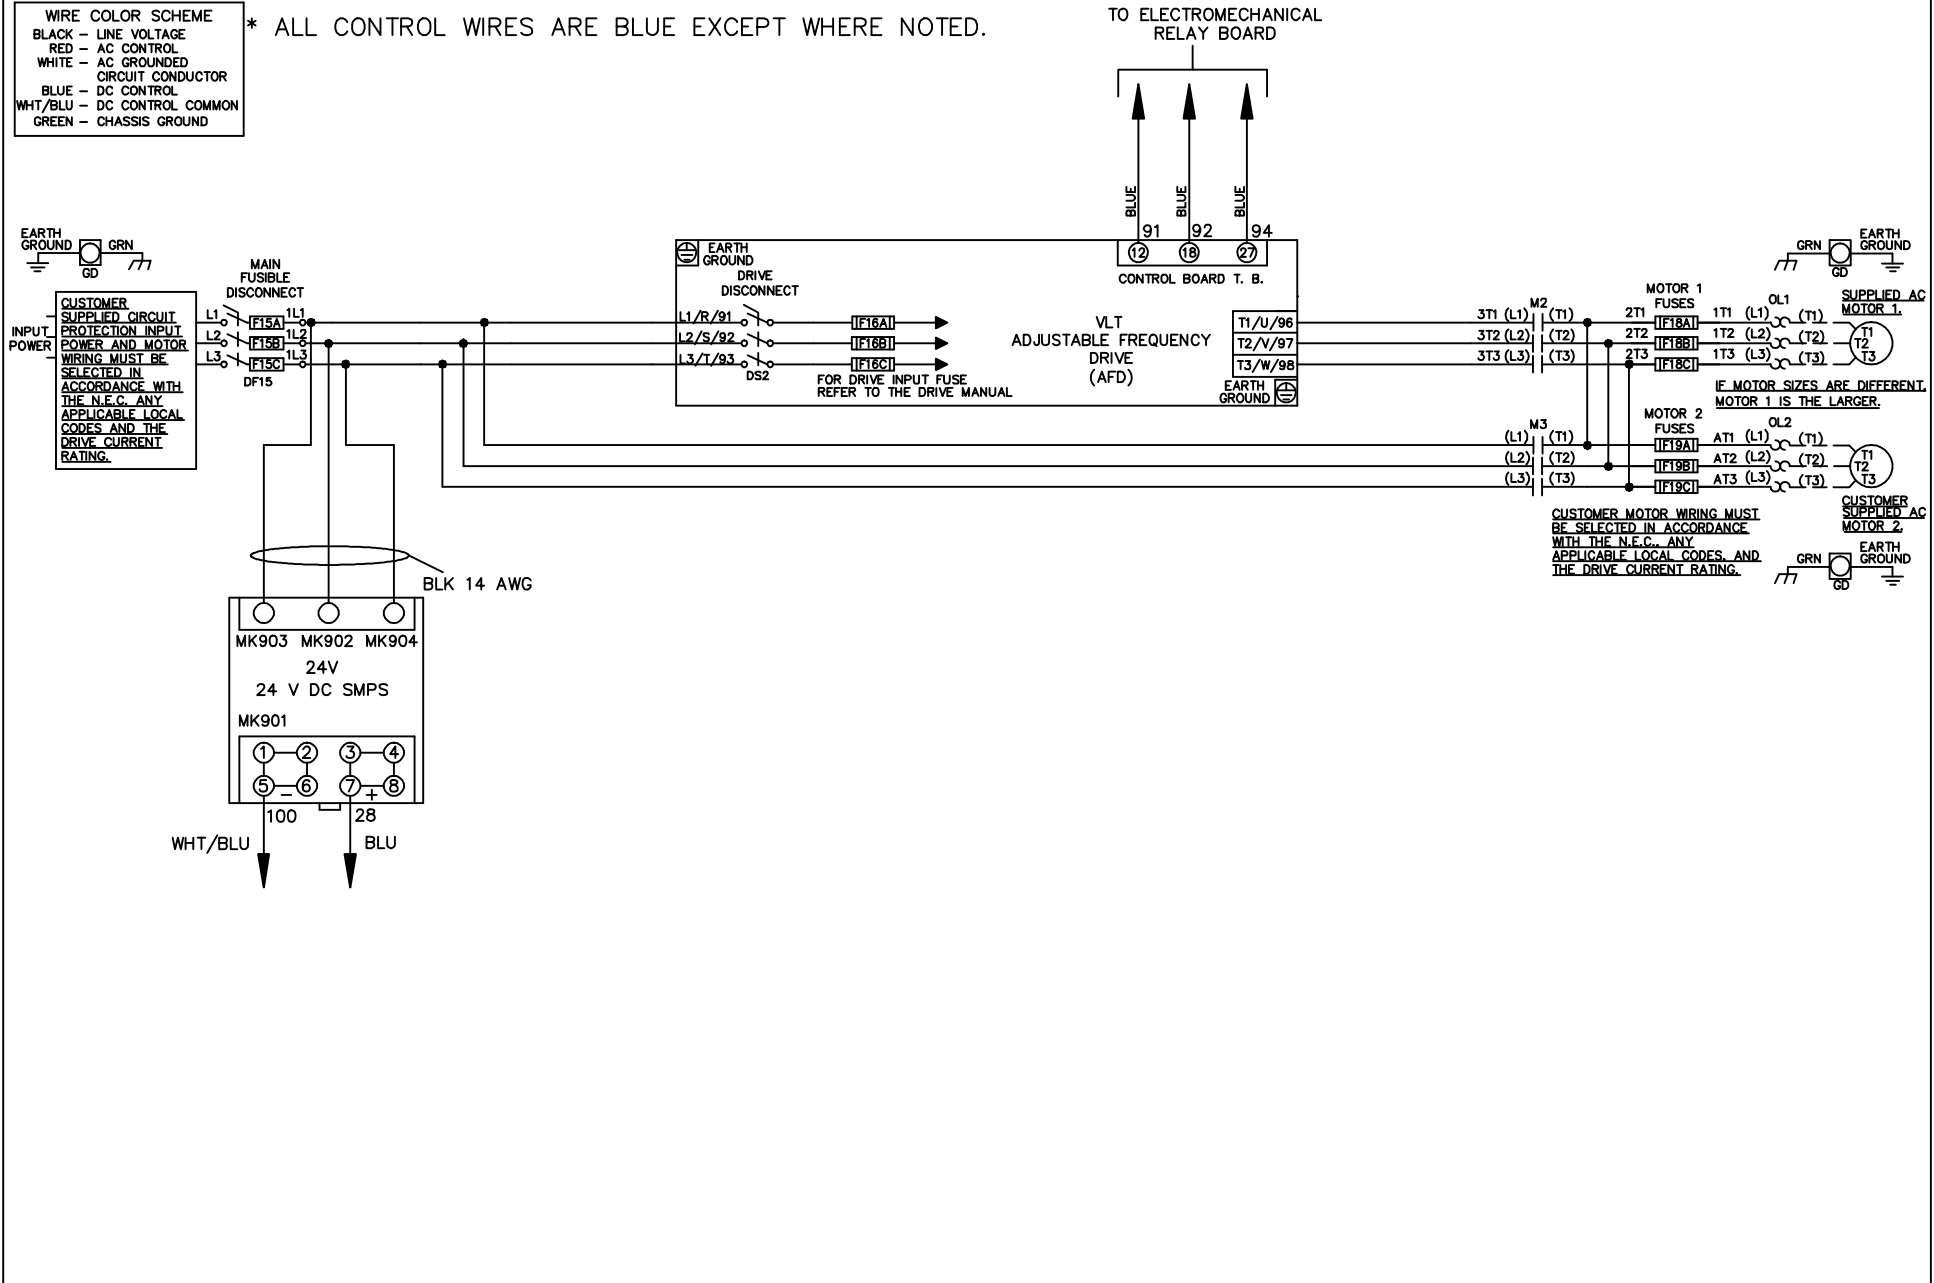 WIRE COLOR SCHEME
BLACK – LINE VOLTAGE
RED – AC CONTROL
WHITE – AC GROUNDED
CIRCUIT CONDUCTOR
BLUE – DC CONTROL
WHT/BLU – DC CONTROL COMMON
GREEN – CHASSIS GROUND
* ALL CONTROL WIRES ARE BLUE EXCEPT WHERE NOTED.
TO ELECTROMECHANICAL
RELAY BOARD
BLUE
BLUE
BLUE
91 92 94
12 18 27
CONTROL BOARD T. B.
EARTH
GROUND
GRN
GD
INPUT
POWER
CUSTOMER
SUPPLIED CIRCUIT
PROTECTION INPUT
POWER AND MOTOR
WIRING MUST BE
SELECTED IN
ACCORDANCE WITH
THE N.E.C. ANY
APPLICABLE LOCAL
CODES AND THE
DRIVE CURRENT
RATING.
MAIN
FUSIBLE
DISCONNECT
L1 F15A 1L1
L2 F15B 1L2
L3 F15C 1L3
DF15
EARTH
GROUND
DRIVE
DISCONNECT
L1/R/91
L2/S/92
L3/T/93
DS2
F16A
F16B
F16C
FOR DRIVE INPUT FUSE
REFER TO THE DRIVE MANUAL
VLT
ADJUSTABLE FREQUENCY
DRIVE
(AFD)
T1/U/96
T2/V/97
T3/W/98
EARTH
GROUND
M2
3T1 (L1) (T1)
3T2 (L2) (T2)
3T3 (L3) (T3)
MOTOR 1
FUSES
2T1 F18A 1T1 (L1) (T1)
2T2 F18B 1T2 (L2) (T2)
2T3 F18C 1T3 (L3) (T3)
OL1
GRN
EARTH
GROUND
GD
SUPPLIED AC
MOTOR 1.
T1
T2
T3
IF MOTOR SIZES ARE DIFFERENT,
MOTOR 1 IS THE LARGER.
M3
(L1) (T1)
(L2) (T2)
(L3) (T3)
MOTOR 2
FUSES
F19A AT1 (L1) (T1)
F19B AT2 (L2) (T2)
F19C AT3 (L3) (T3)
OL2
T1
T2
T3
CUSTOMER
SUPPLIED AC
MOTOR 2.
CUSTOMER MOTOR WIRING MUST
BE SELECTED IN ACCORDANCE
WITH THE N.E.C., ANY
APPLICABLE LOCAL CODES, AND
THE DRIVE CURRENT RATING.
GRN
EARTH
GROUND
GD
BLK 14 AWG
MK903 MK902 MK904
24V
24 V DC SMPS
MK901
1 2 3 4
5 6 7 8
– +
100 28
WHT/BLU BLU